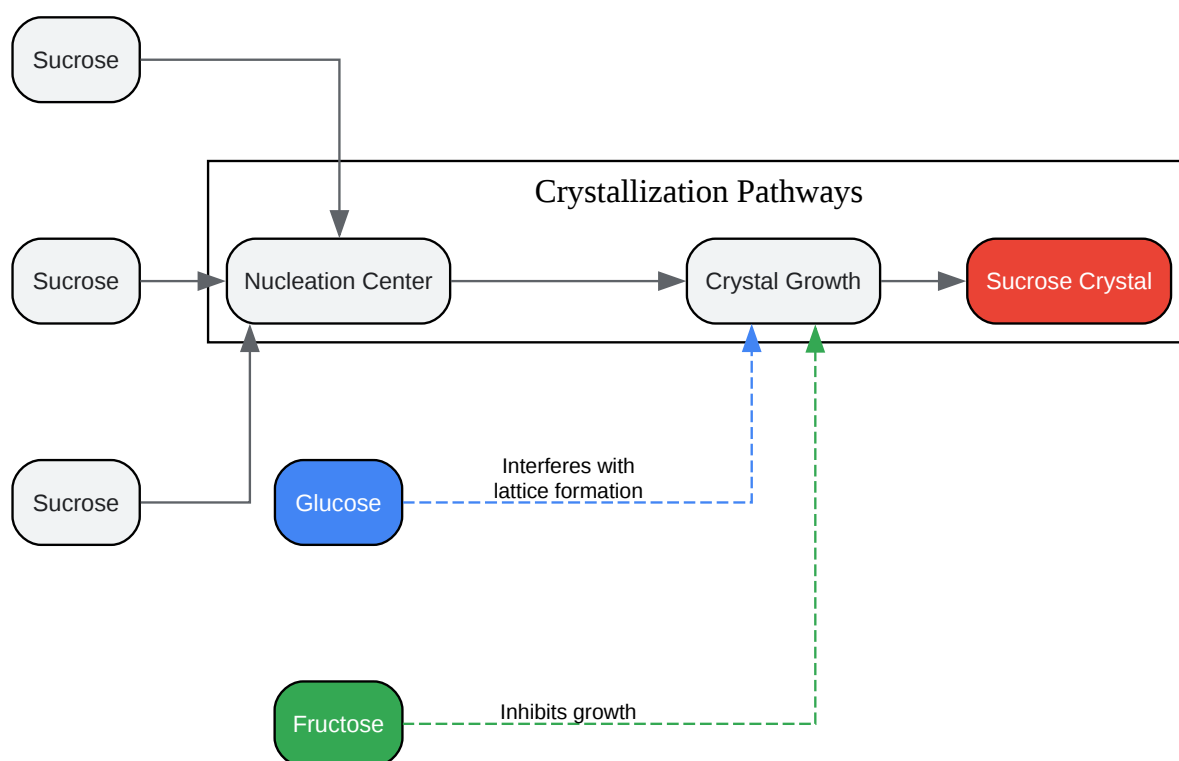 Sucrose
Crystallization Pathways
Sucrose
Nucleation Center
Crystal Growth
Sucrose Crystal
Interferes with
lattice formation
Sucrose
Glucose
Inhibits growth
Fructose